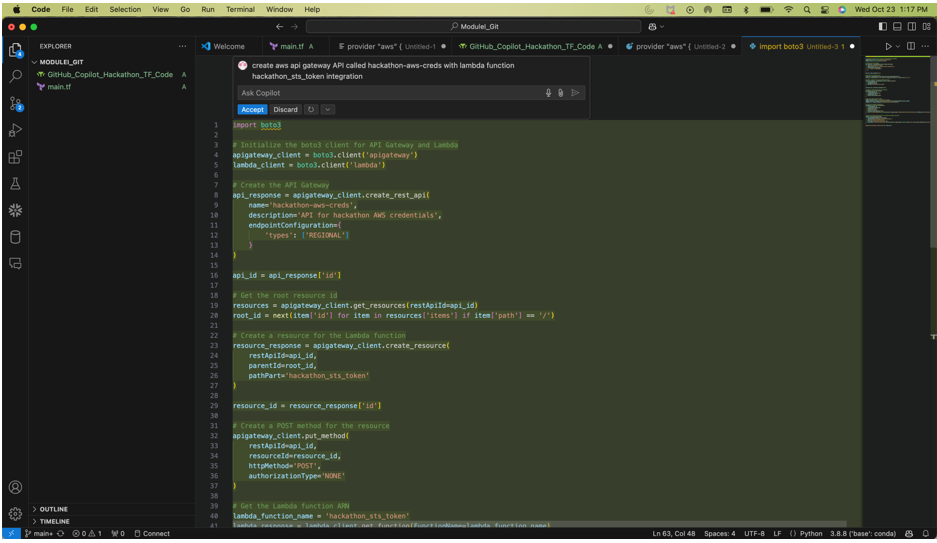 Code File Edit Selection View Go Run Terminal Window Help Wed Oct 23 1:17 PM
ModuleI_Git
EXPLORER
MODULEI_GIT
GitHub_Copilot_Hackathon_TF_Code A
main.tf A
Welcome main.tf A provider "aws" { Untitled-1 GitHub_Copilot_Hackathon_TF_Code A provider "aws" { Untitled-2 import boto3 Untitled-3 1
create aws api gateway API called hackathon-aws-creds with lambda function
hackathon_sts_token integration
Ask Copilot
Accept Discard
1 import boto3
2
3 # Initialize the boto3 client for API Gateway and Lambda
4 apigateway_client = boto3.client('apigateway')
5 lambda_client = boto3.client('lambda')
6
7 # Create the API Gateway
8 api_response = apigateway_client.create_rest_api(
9 name='hackathon-aws-creds',
10 description='API for hackathon AWS credentials',
11 endpointConfiguration={
12 'types': ['REGIONAL']
13 }
14 )
15
16 api_id = api_response['id']
17
18 # Get the root resource id
19 resources = apigateway_client.get_resources(restApiId=api_id)
20 root_id = next(item['id'] for item in resources['items'] if item['path'] == '/')
21
22 # Create a resource for the Lambda function
23 resource_response = apigateway_client.create_resource(
24 restApiId=api_id,
25 parentId=root_id,
26 pathPart='hackathon_sts_token'
27 )
28
29 resource_id = resource_response['id']
30
31 # Create a POST method for the resource
32 apigateway_client.put_method(
33 restApiId=api_id,
34 resourceId=resource_id,
35 httpMethod='POST',
36 authorizationType='NONE'
37 )
38
39 # Get the Lambda function ARN
40 lambda_function_name = 'hackathon_sts_token'
41 lambda_response = lambda_client.get_function(FunctionName=lambda_function_name)
OUTLINE
TIMELINE
main+ 0 1 0 Connect Ln 63, Col 48 Spaces: 4 UTF-8 LF Python 3.8.8 ('base': conda)